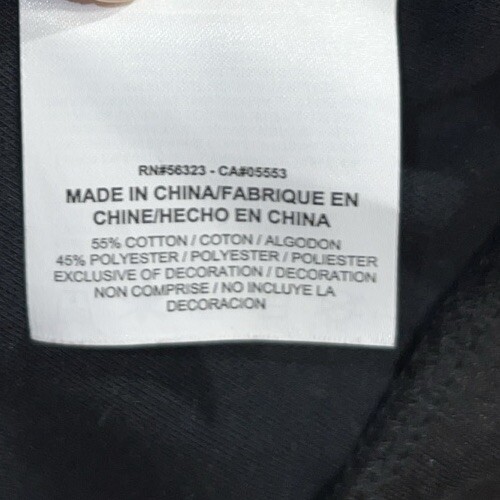 RN#56323 - CA#05553
MADE IN CHINA/FABRIQUE EN
CHINE/HECHO EN CHINA
55% COTTON / COTON / ALGODON
45% POLYESTER / POLYESTER / POLIESTER
EXCLUSIVE OF DECORATION / DECORATION
NON COMPRISE / NO INCLUYE LA
DECORACION